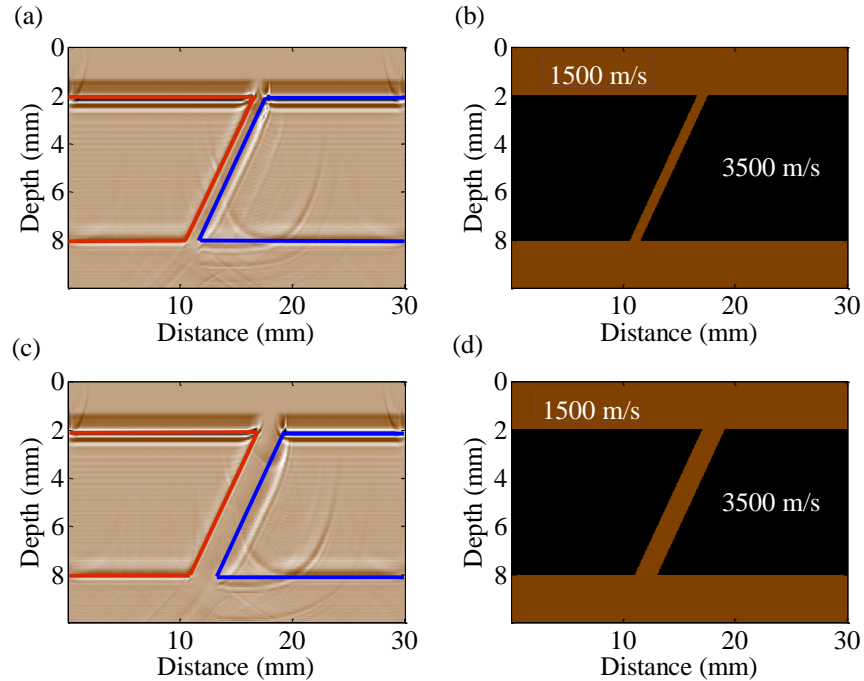 (a)
0
2
4
6
8
Depth (mm)
10
20
30
Distance (mm)
(b)
0
2
4
6
8
Depth (mm)
1500 m/s
3500 m/s
10
20
30
Distance (mm)
(c)
0
2
4
6
8
Depth (mm)
10
20
30
Distance (mm)
(d)
0
2
4
6
8
Depth (mm)
1500 m/s
3500 m/s
10
20
30
Distance (mm)